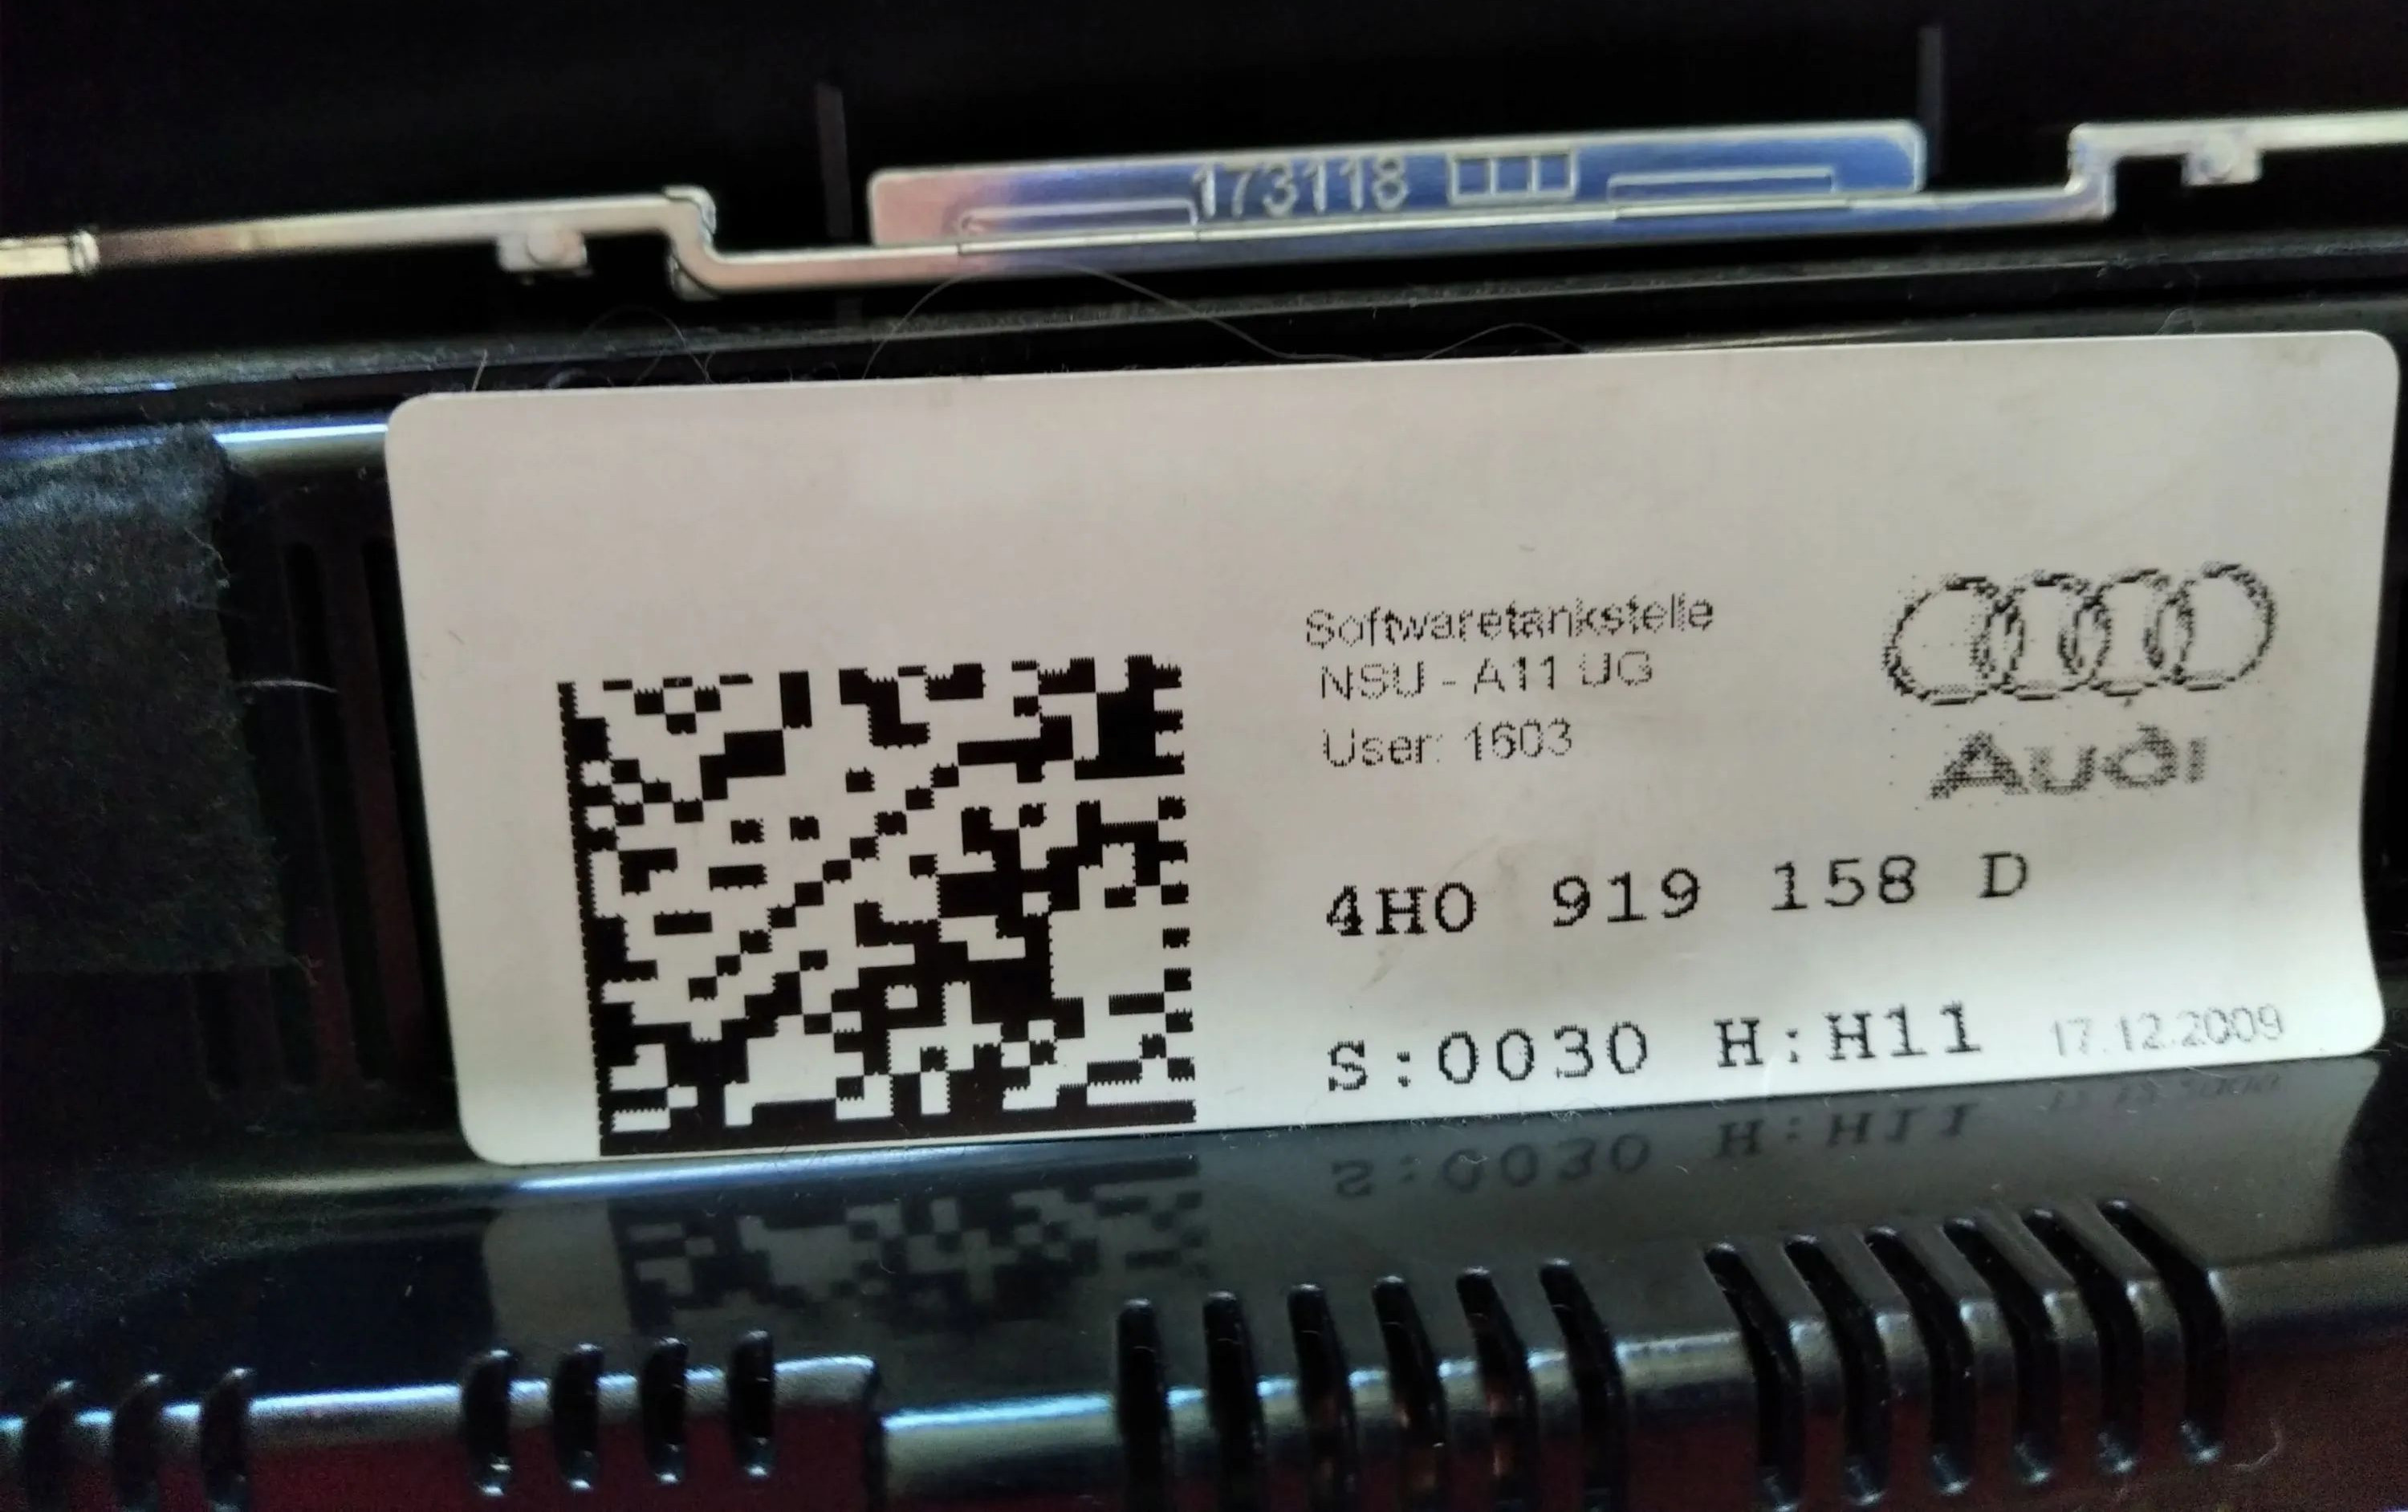 173118
Softwaretankstelle
NSU - A11 UG
User: 1603
Audi
4H0 919 158 D
S:0030 H:H11 17.12.2009